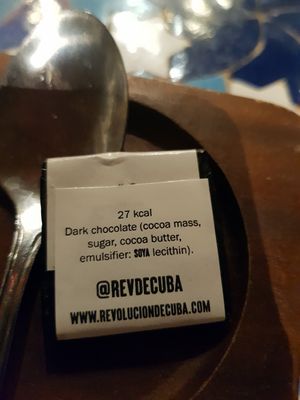 27 kcal
Dark chocolate (cocoa mass,
sugar, cocoa butter,
emulsifier: SOYA lecithin).
@REVDECUBA
WWW.REVOLUCIONDECUBA.COM